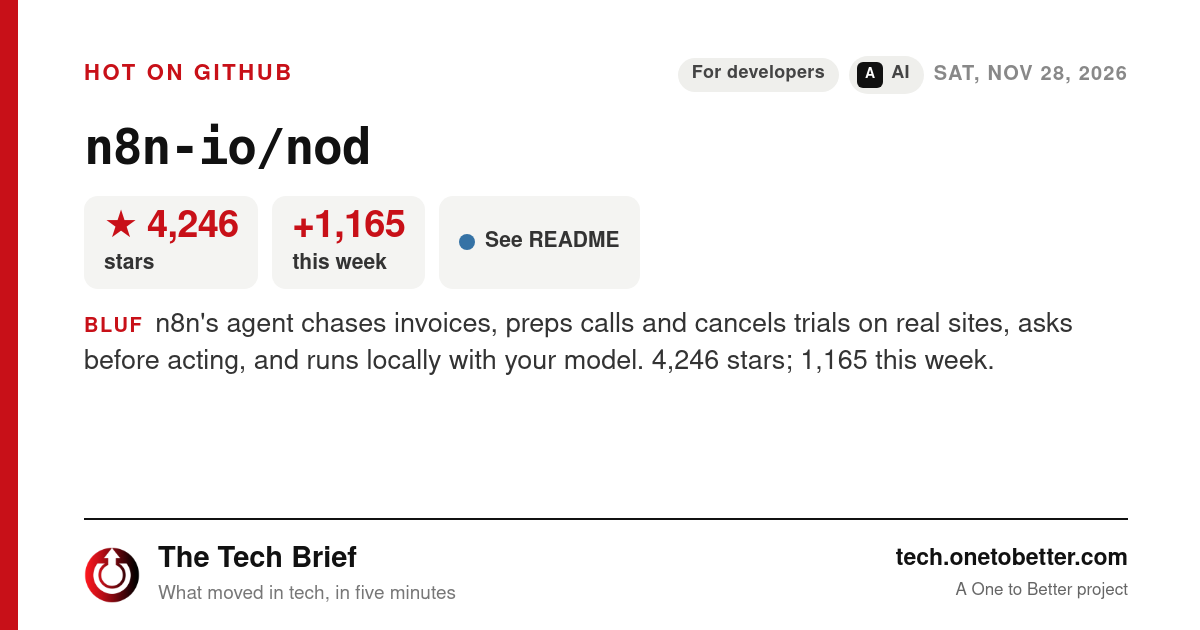 HOT ON GITHUB
For developers
A AI
SAT, NOV 28, 2026
n8n-io/nod
★ 4,246
stars
+1,165
this week
See README
BLUF n8n's agent chases invoices, preps calls and cancels trials on real sites, asks
before acting, and runs locally with your model. 4,246 stars; 1,165 this week.
The Tech Brief
What moved in tech, in five minutes
tech.onetobetter.com
A One to Better project